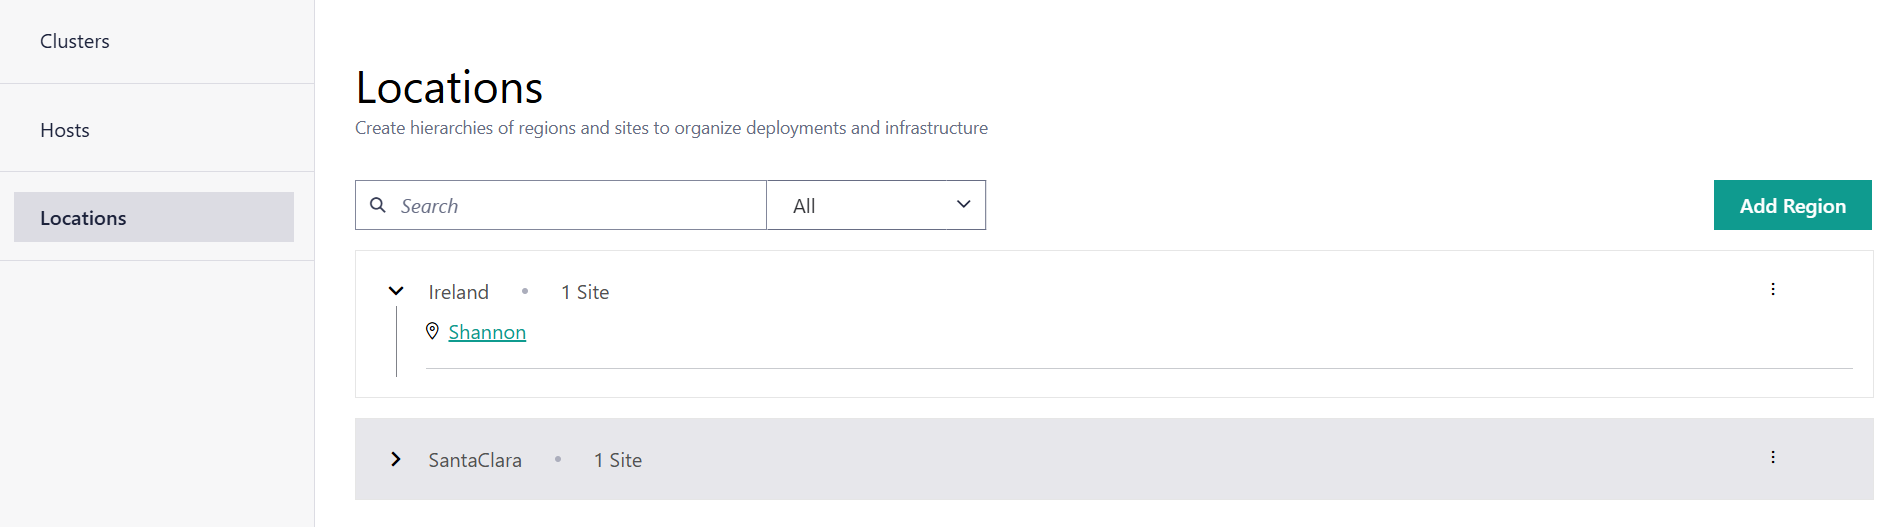 Clusters
Hosts
Locations
Locations
Create hierarchies of regions and sites to organize deployments and infrastructure
Search
All
Add Region
Ireland • 1 Site
Shannon
SantaClara • 1 Site